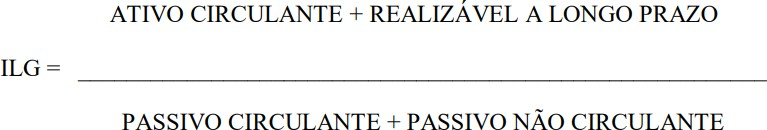 ATIVO CIRCULANTE + REALIZÁVEL A LONGO PRAZO
ILG =
PASSIVO CIRCULANTE + PASSIVO NÃO CIRCULANTE